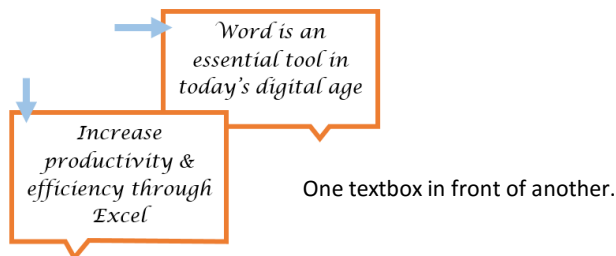 Word is an
essential tool in
today's digital age
Increase
productivity &
efficiency through
Excel
One textbox in front of another.